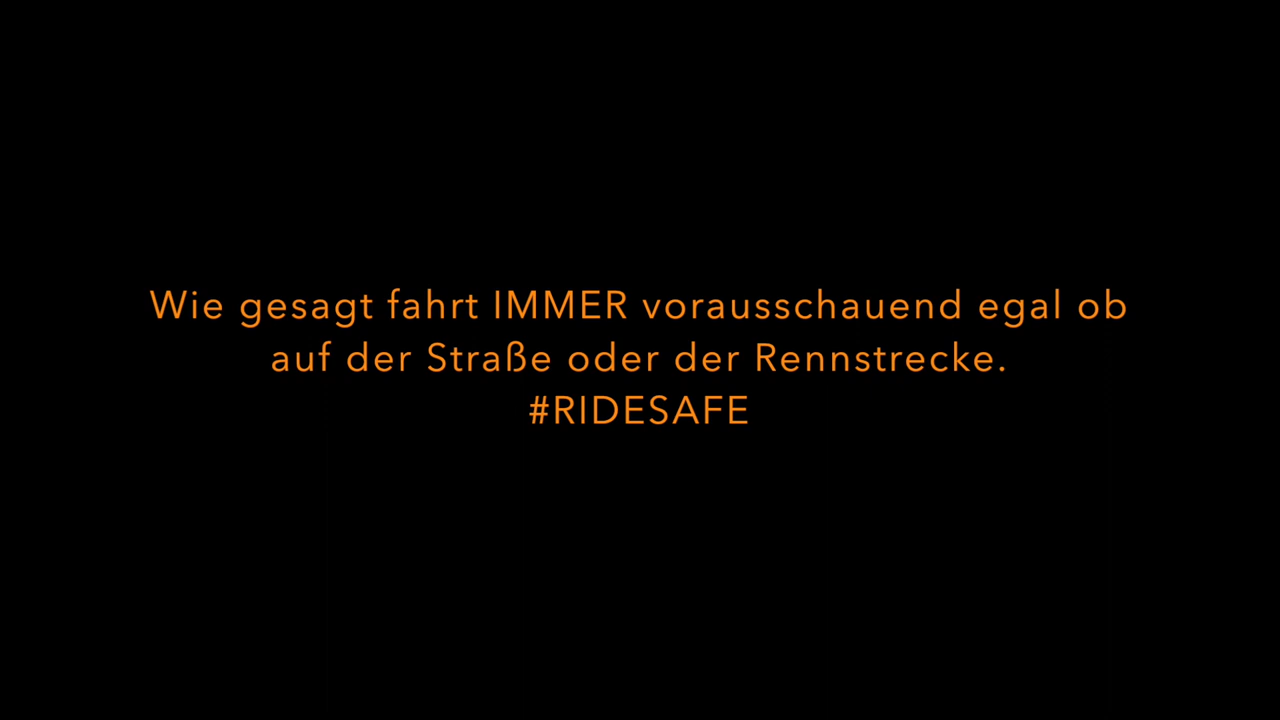 Wie gesagt fahrt IMMER vorausschauend egal ob
auf der Straße oder der Rennstrecke.
#RIDESAFE